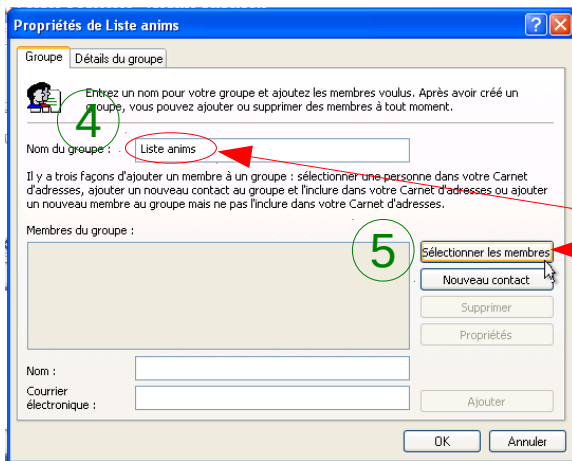 Propriétés de Liste anims
Groupe Détails du groupe
Entrez un nom pour votre groupe et ajoutez les membres voulus. Après avoir créé un
groupe, vous pouvez ajouter ou supprimer des membres à tout moment.
4
Nom du groupe : Liste anims
Il y a trois façons d'ajouter un membre à un groupe : sélectionner une personne dans votre Carnet
d'adresses, ajouter un nouveau contact au groupe et l'inclure dans votre Carnet d'adresses ou ajouter
un nouveau membre au groupe mais ne pas l'inclure dans votre Carnet d'adresses.
Membres du groupe :
5
Sélectionner les membres
Nouveau contact
Supprimer
Propriétés
Nom :
Courrier
électronique :
Ajouter
OK Annuler